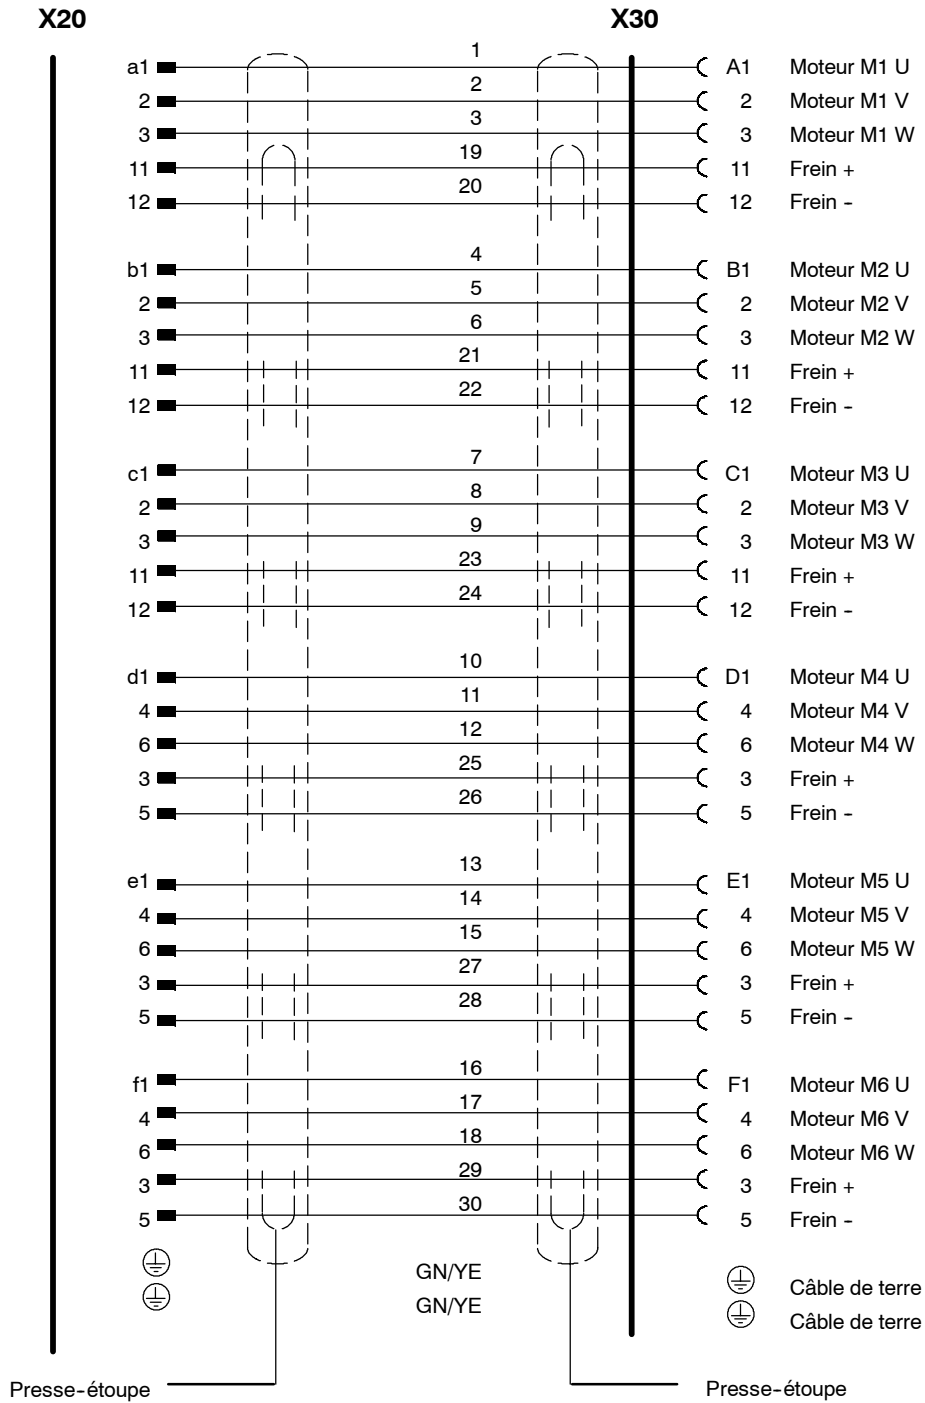 X20 X30
1
a1 A1 Moteur M1 U
2
2 2 Moteur M1 V
3
3 3 Moteur M1 W
19
11 11 Frein +
20
12 12 Frein -
4
b1 B1 Moteur M2 U
5
2 2 Moteur M2 V
6
3 3 Moteur M2 W
21
11 11 Frein +
22
12 12 Frein -
7
c1 C1 Moteur M3 U
8
2 2 Moteur M3 V
9
3 3 Moteur M3 W
23
11 11 Frein +
24
12 12 Frein -
10
d1 D1 Moteur M4 U
11
4 4 Moteur M4 V
12
6 6 Moteur M4 W
25
3 3 Frein +
26
5 5 Frein -
13
e1 E1 Moteur M5 U
14
4 4 Moteur M5 V
15
6 6 Moteur M5 W
27
3 3 Frein +
28
5 5 Frein -
16
f1 F1 Moteur M6 U
17
4 4 Moteur M6 V
18
6 6 Moteur M6 W
29
3 3 Frein +
30
5 5 Frein -
GN/YE Câble de terre
GN/YE Câble de terre
Presse-étoupe Presse-étoupe